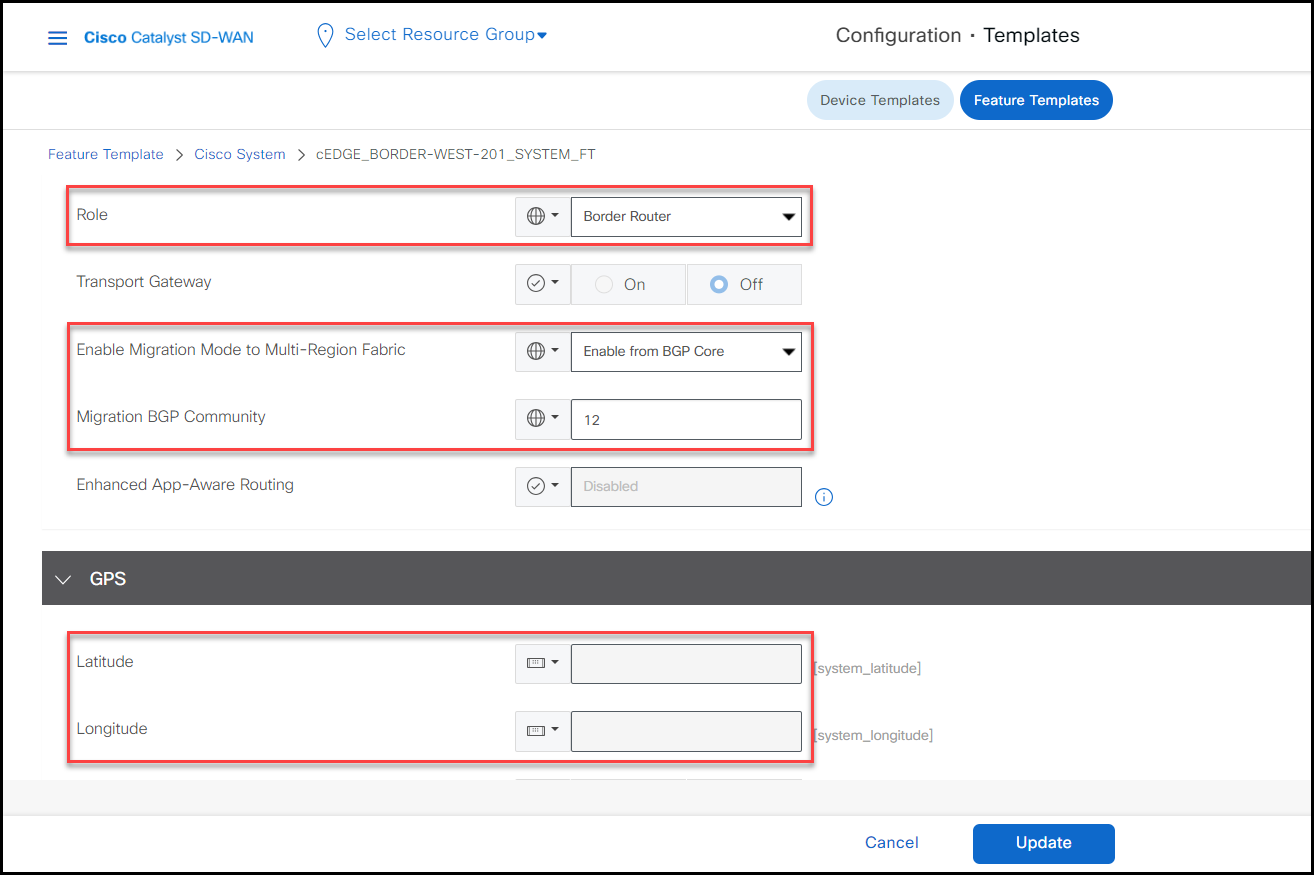 Cisco Catalyst SD-WAN Select Resource Group Configuration · Templates
Device Templates Feature Templates
Feature Template > Cisco System > cEDGE_BORDER-WEST-201_SYSTEM_FT
Role Border Router
Transport Gateway On Off
Enable Migration Mode to Multi-Region Fabric Enable from BGP Core
Migration BGP Community 12
Enhanced App-Aware Routing Disabled
GPS
Latitude [system_latitude]
Longitude [system_longitude]
Cancel Update